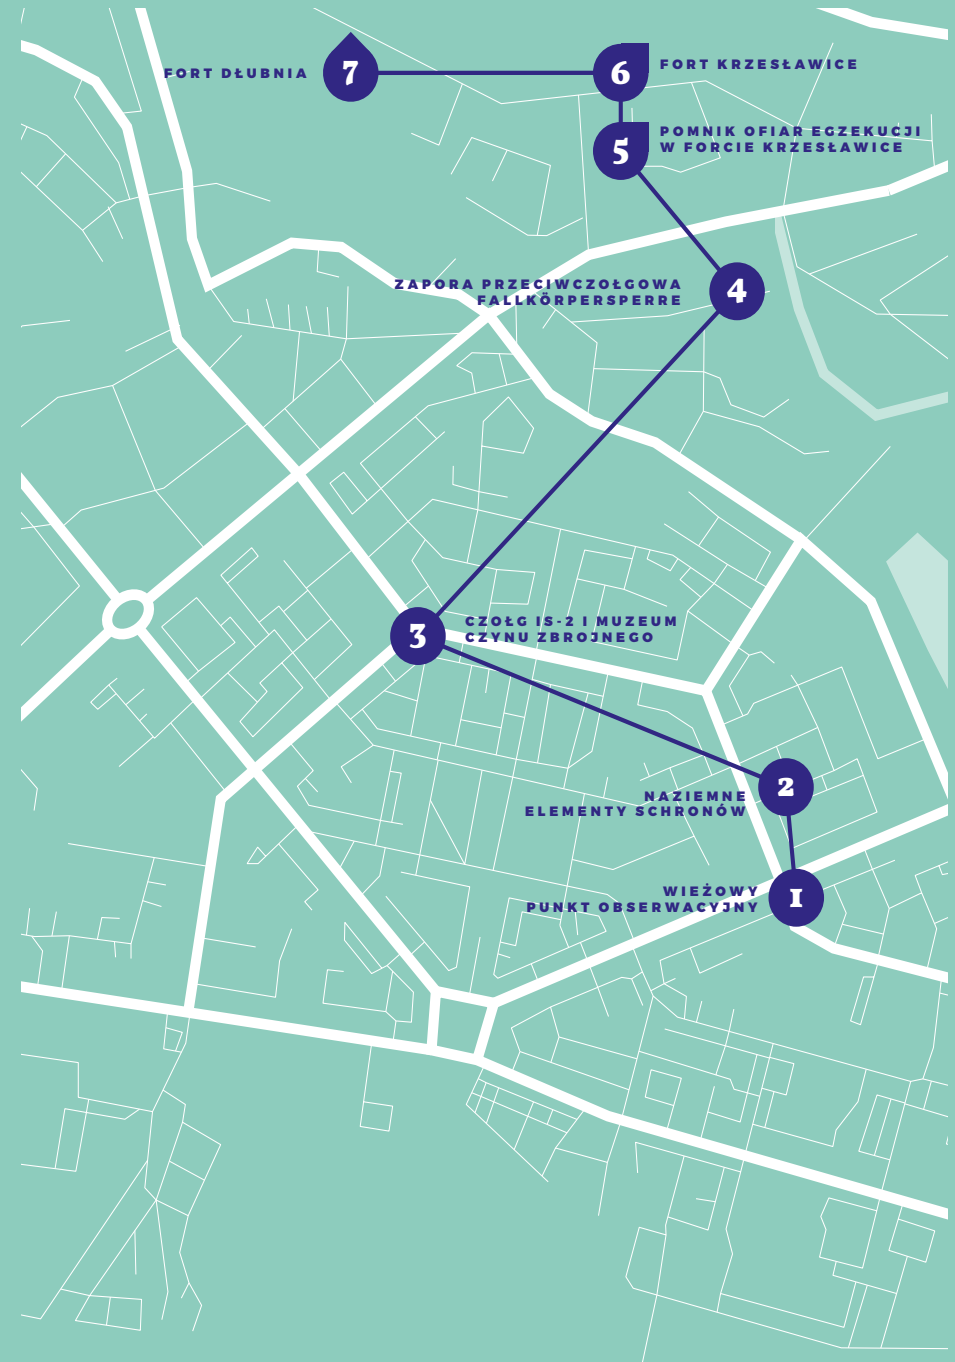 FORT DŁUBNIA
7
6
FORT KRZESŁAWICE
5
POMNIK OFIAR EGZEKUCJI
W FORCIE KRZESŁAWICE
ZAPORA PRZECIWCZOŁGOWA
FALLKÖRPERSPERRE
4
3
CZOŁG IS-2 I MUZEUM
CZYNU ZBROJNEGO
NAZIEMNE
ELEMENTY SCHRONÓW
2
WIEŻOWY
PUNKT OBSERWACYJNY
1